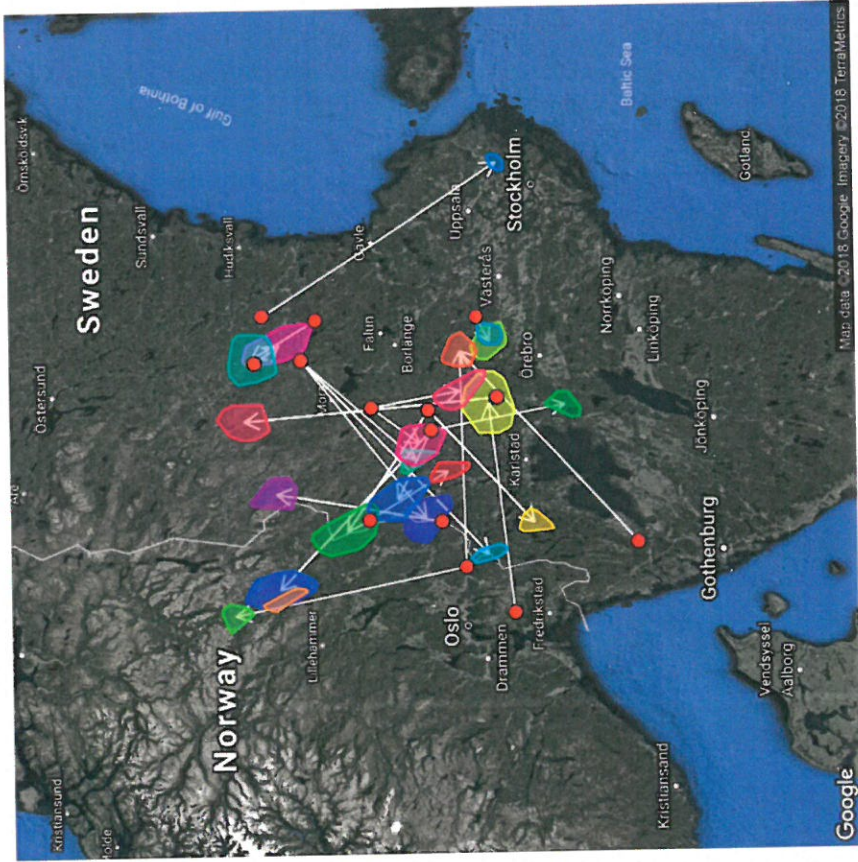 Örnsköldsvik
Gulf of Bothnia
Östersund
Sundsvall
Sweden
Åre
Hudiksvall
Kristiansund
Molde
Gävle
Mora
Falun
Borlänge
Baltic Sea
Norway
Lillehammer
Uppsala
Västerås
Stockholm
Örebro
Karlstad
Oslo
Drammen
Fredrikstad
Norrköping
Linköping
Gotland
Jönköping
Gothenburg
Kristiansand
Vendsyssel
Aalborg
Google
Map data ©2018 Google Imagery ©2018 TerraMetrics